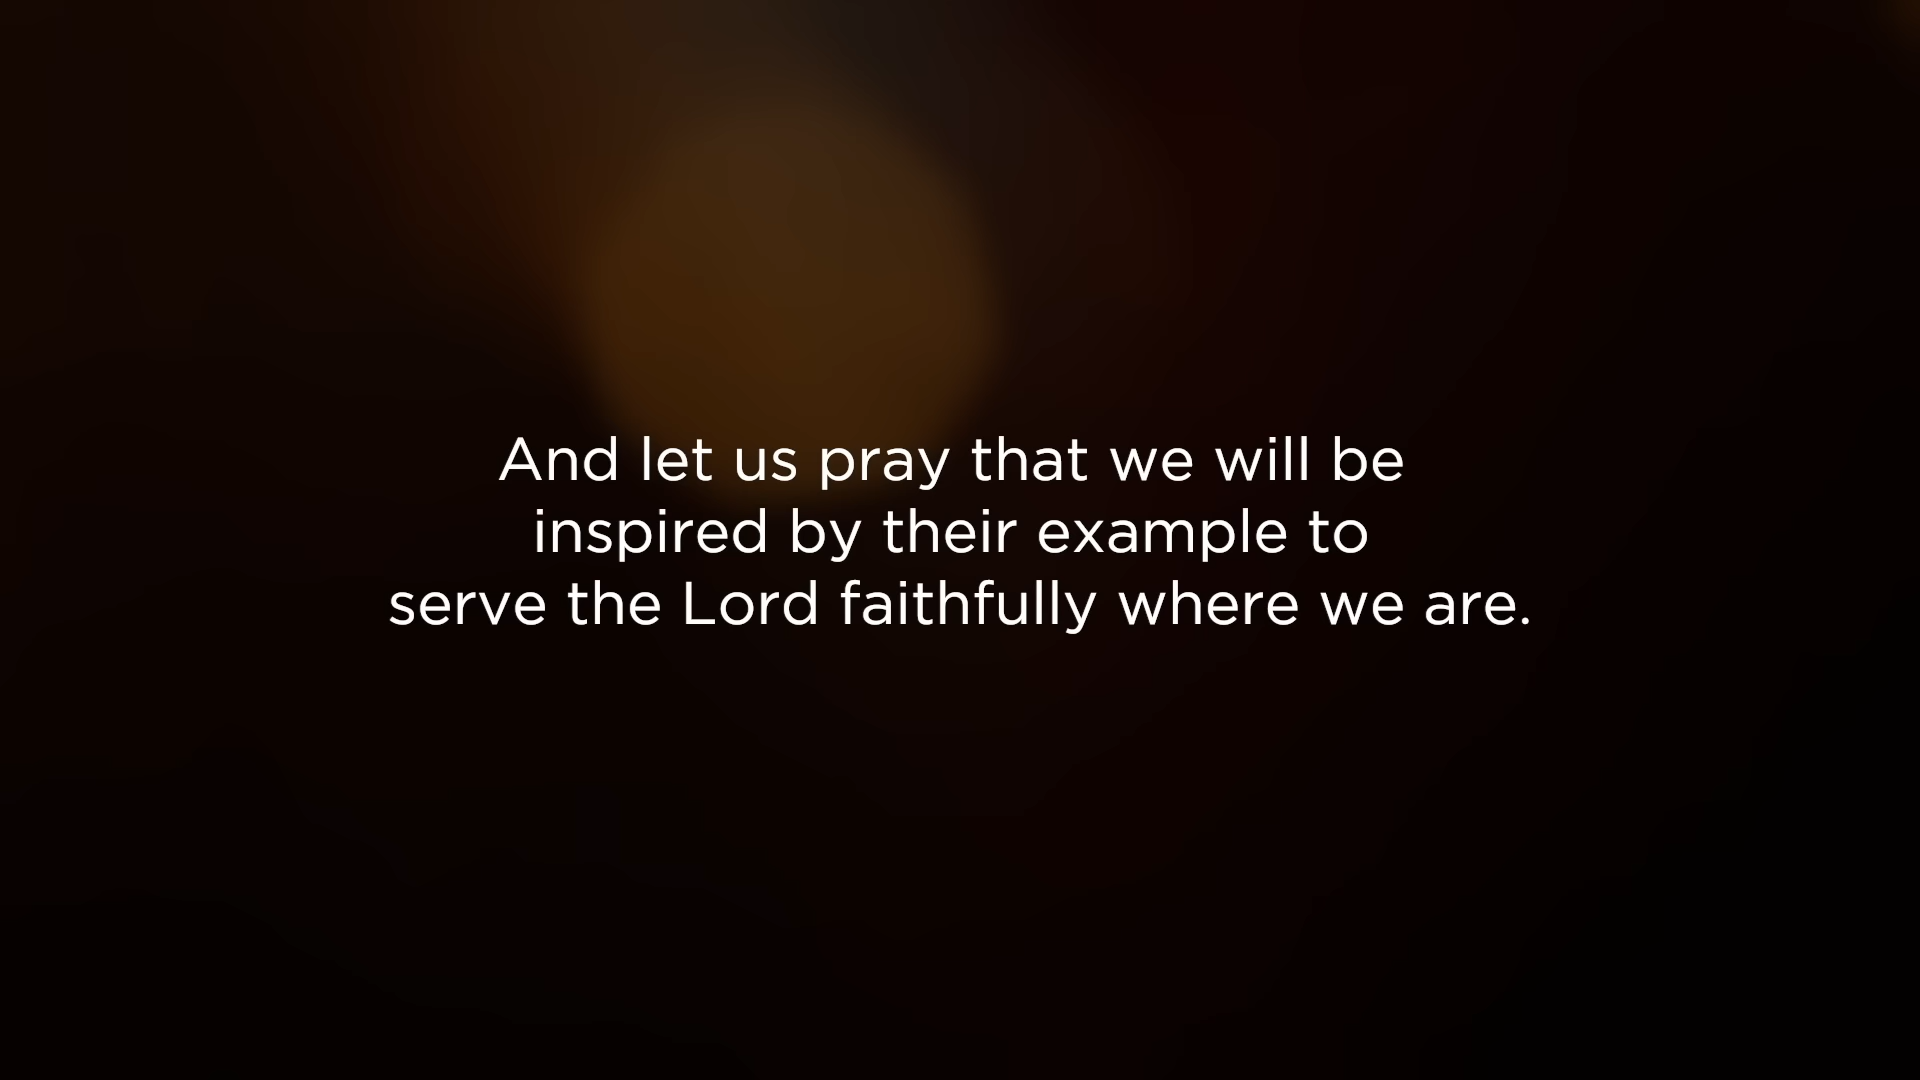 And let us pray that we will be
inspired by their example to
serve the Lord faithfully where we are.